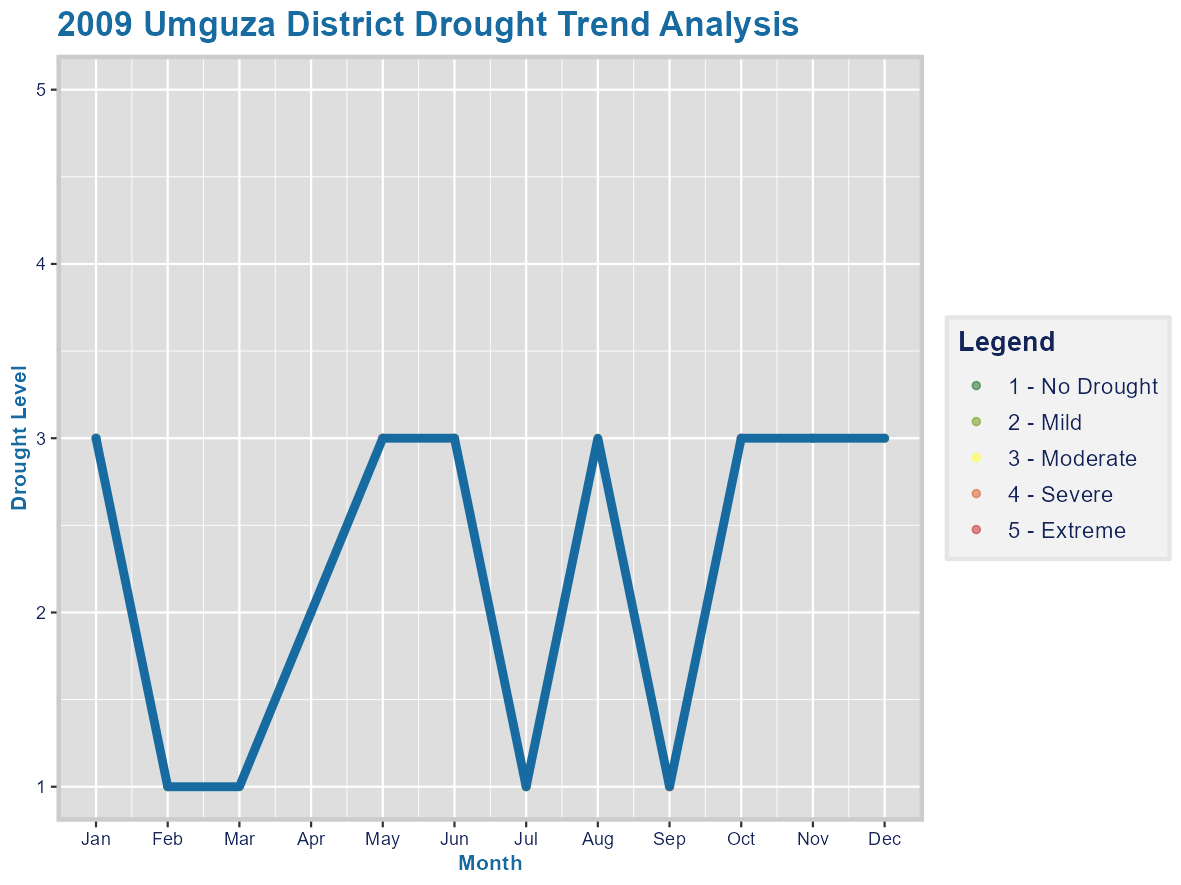 2009 Umguza District Drought Trend Analysis
5
4
3
2
1
Drought Level
Jan Feb Mar Apr May Jun Jul Aug Sep Oct Nov Dec
Month
Legend
1 - No Drought
2 - Mild
3 - Moderate
4 - Severe
5 - Extreme